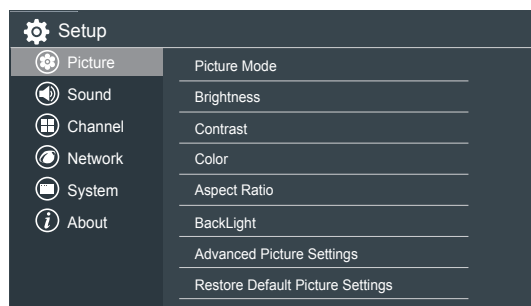 Setup
Picture
Sound
Channel
Network
System
About
Picture Mode
Brightness
Contrast
Color
Aspect Ratio
BackLight
Advanced Picture Settings
Restore Default Picture Settings